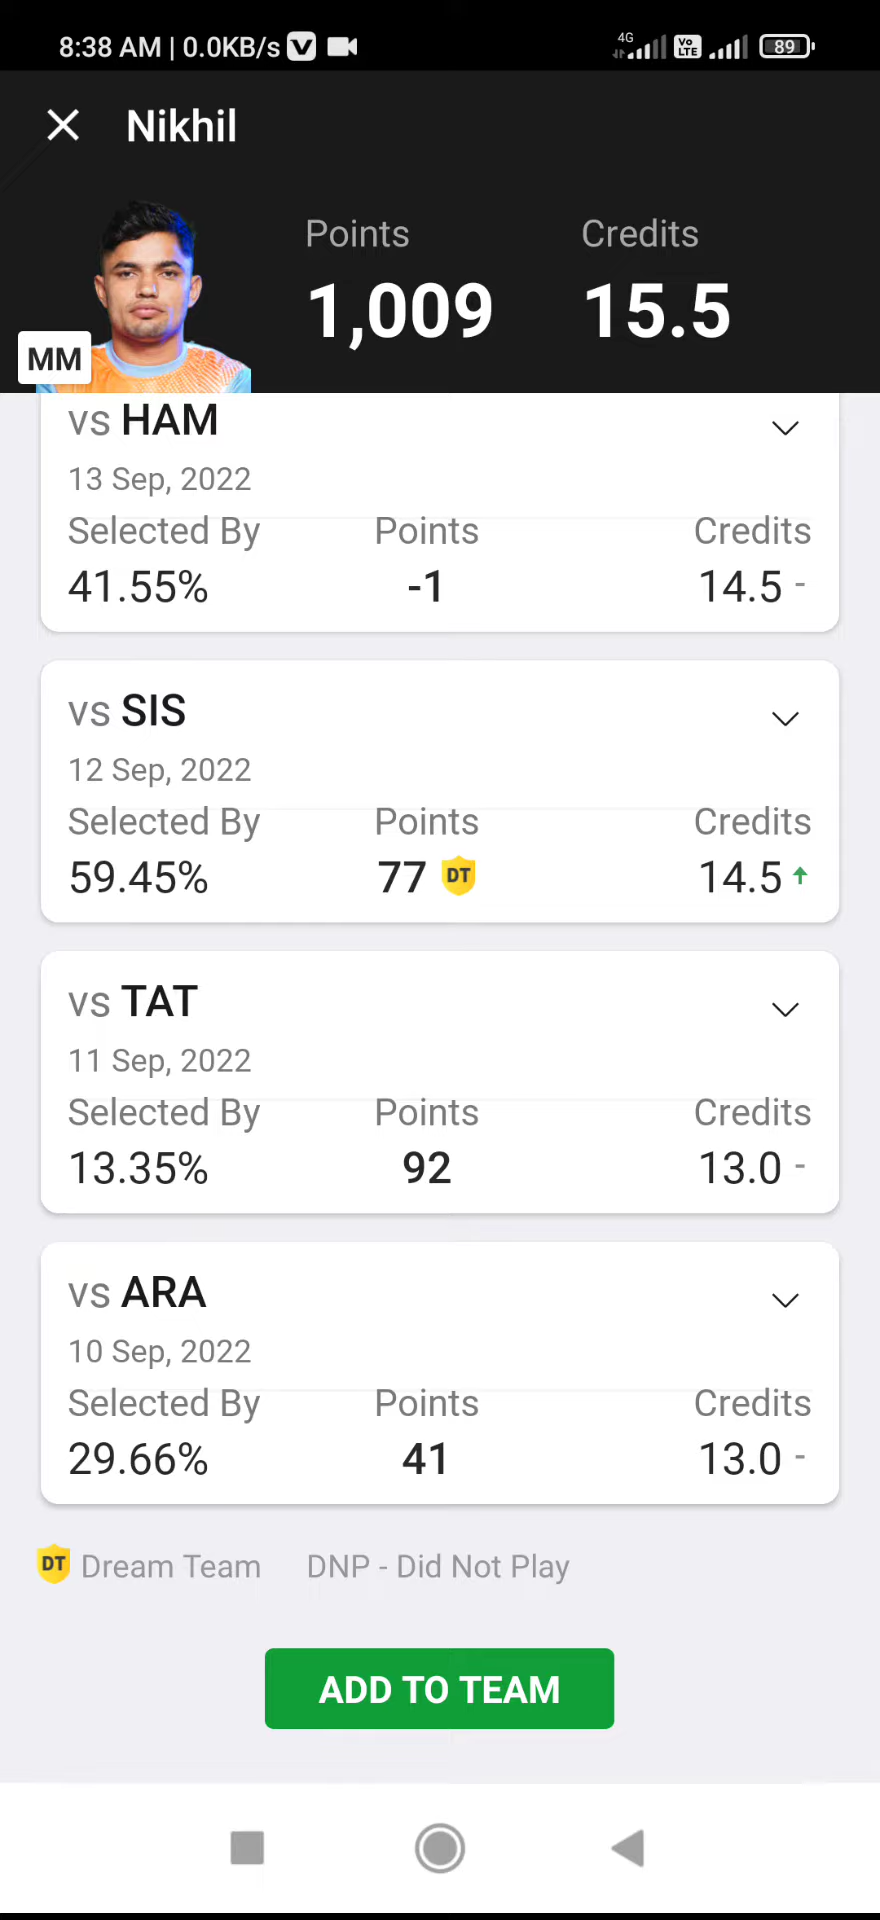 8:38 AM | 0.0KB/s V 4G Vo LTE 89
Nikhil
Points Credits
1,009 15.5
MM
vs HAM
13 Sep, 2022
Selected By Points Credits
41.55% -1 14.5 -
vs SIS
12 Sep, 2022
Selected By Points Credits
59.45% 77 DT 14.5
vs TAT
11 Sep, 2022
Selected By Points Credits
13.35% 92 13.0 -
vs ARA
10 Sep, 2022
Selected By Points Credits
29.66% 41 13.0 -
DT Dream Team DNP - Did Not Play
ADD TO TEAM